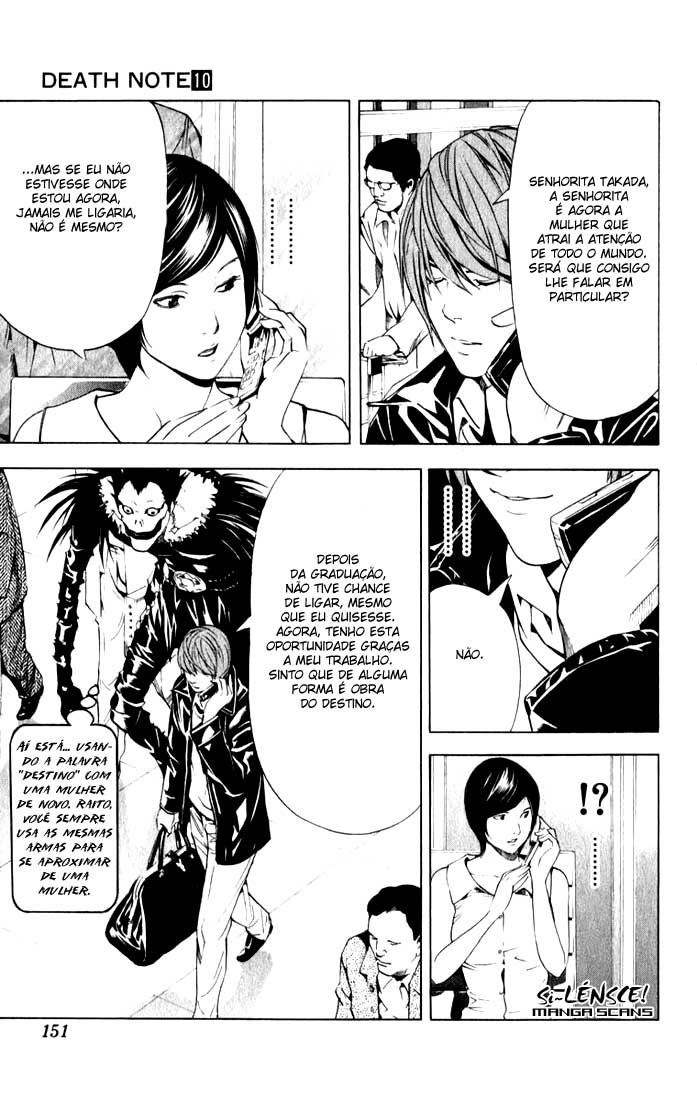 DEATH NOTE 10
SENHORITA TAKADA,
A SENHORITA
É AGORA A
MULHER QUE
ATRAI A ATENÇÃO
DE TODO O MUNDO.
SERÁ QUE CONSIGO
LHE FALAR EM
PARTICULAR?
...MAS SE EU NÃO
ESTIVESSE ONDE
ESTOU AGORA,
JAMAIS ME LIGARIA,
NÃO É MESMO?
NÃO.
!?
DEPOIS
DA GRADUAÇÃO,
NÃO TIVE CHANCE
DE LIGAR, MESMO
QUE EU QUISESSE.
AGORA, TENHO ESTA
OPORTUNIDADE GRAÇAS
A MEU TRABALHO.
SINTO QUE DE ALGUMA
FORMA É OBRA
DO DESTINO.
AÍ ESTÁ... USAN-
DO A PALAVRA
"DESTINO" COM
UMA MULHER
DE NOVO. RAITO,
VOCÊ SEMPRE
USA AS MESMAS
ARMAS PARA
SE APROXIMAR
DE UMA
MULHER.
Si-LÉNSCE!
MANGA SCANS
151